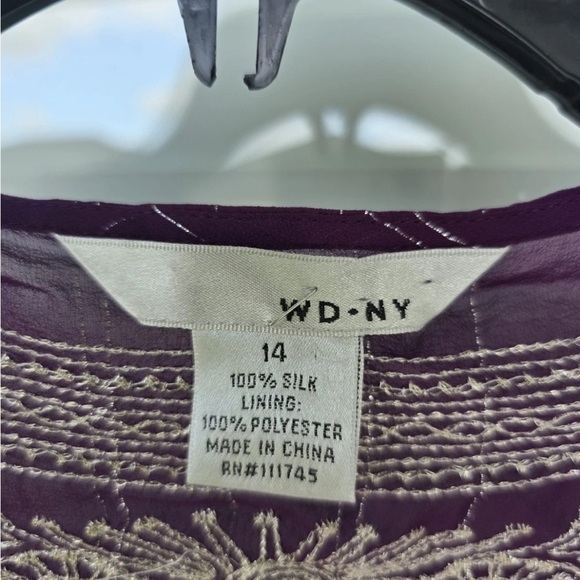 WD•NY
14
100% SILK
LINING:
100% POLYESTER
MADE IN CHINA
RN#111745